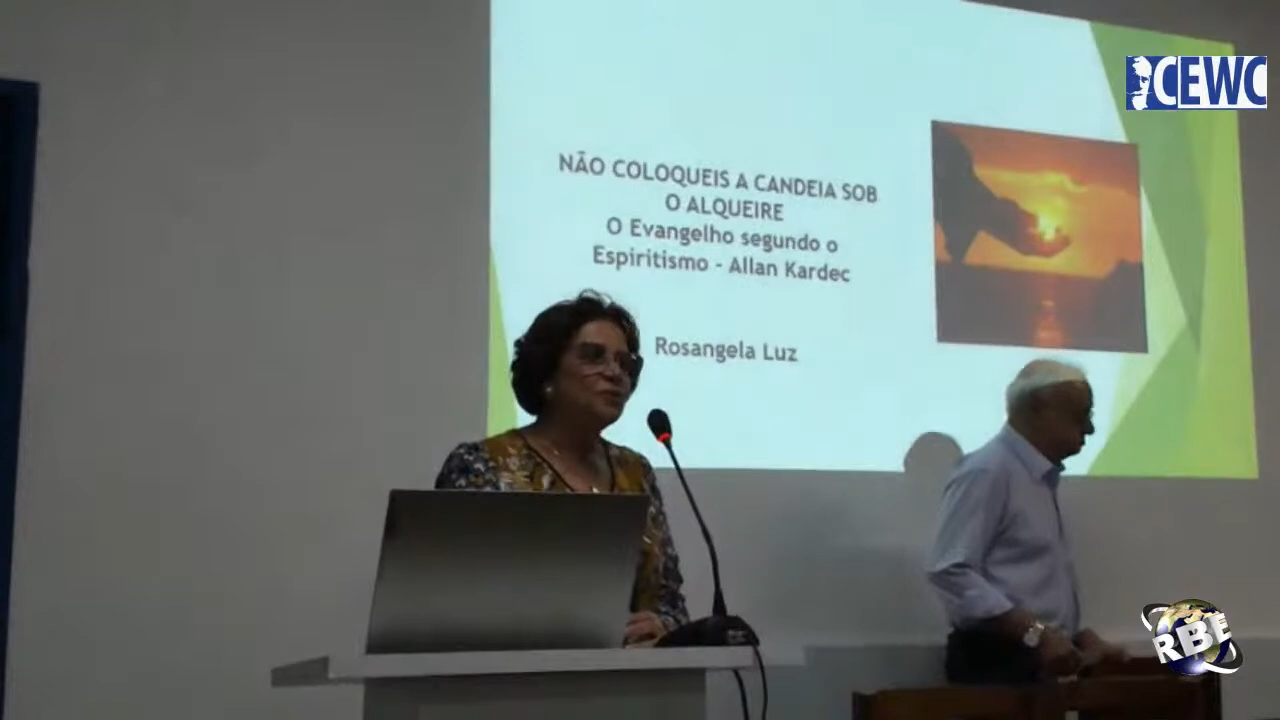 CEWC
NÃO COLOQUEIS A CANDEIA SOB
O ALQUEIRE
O Evangelho segundo o
Espiritismo - Allan Kardec
Rosangela Luz
RBE